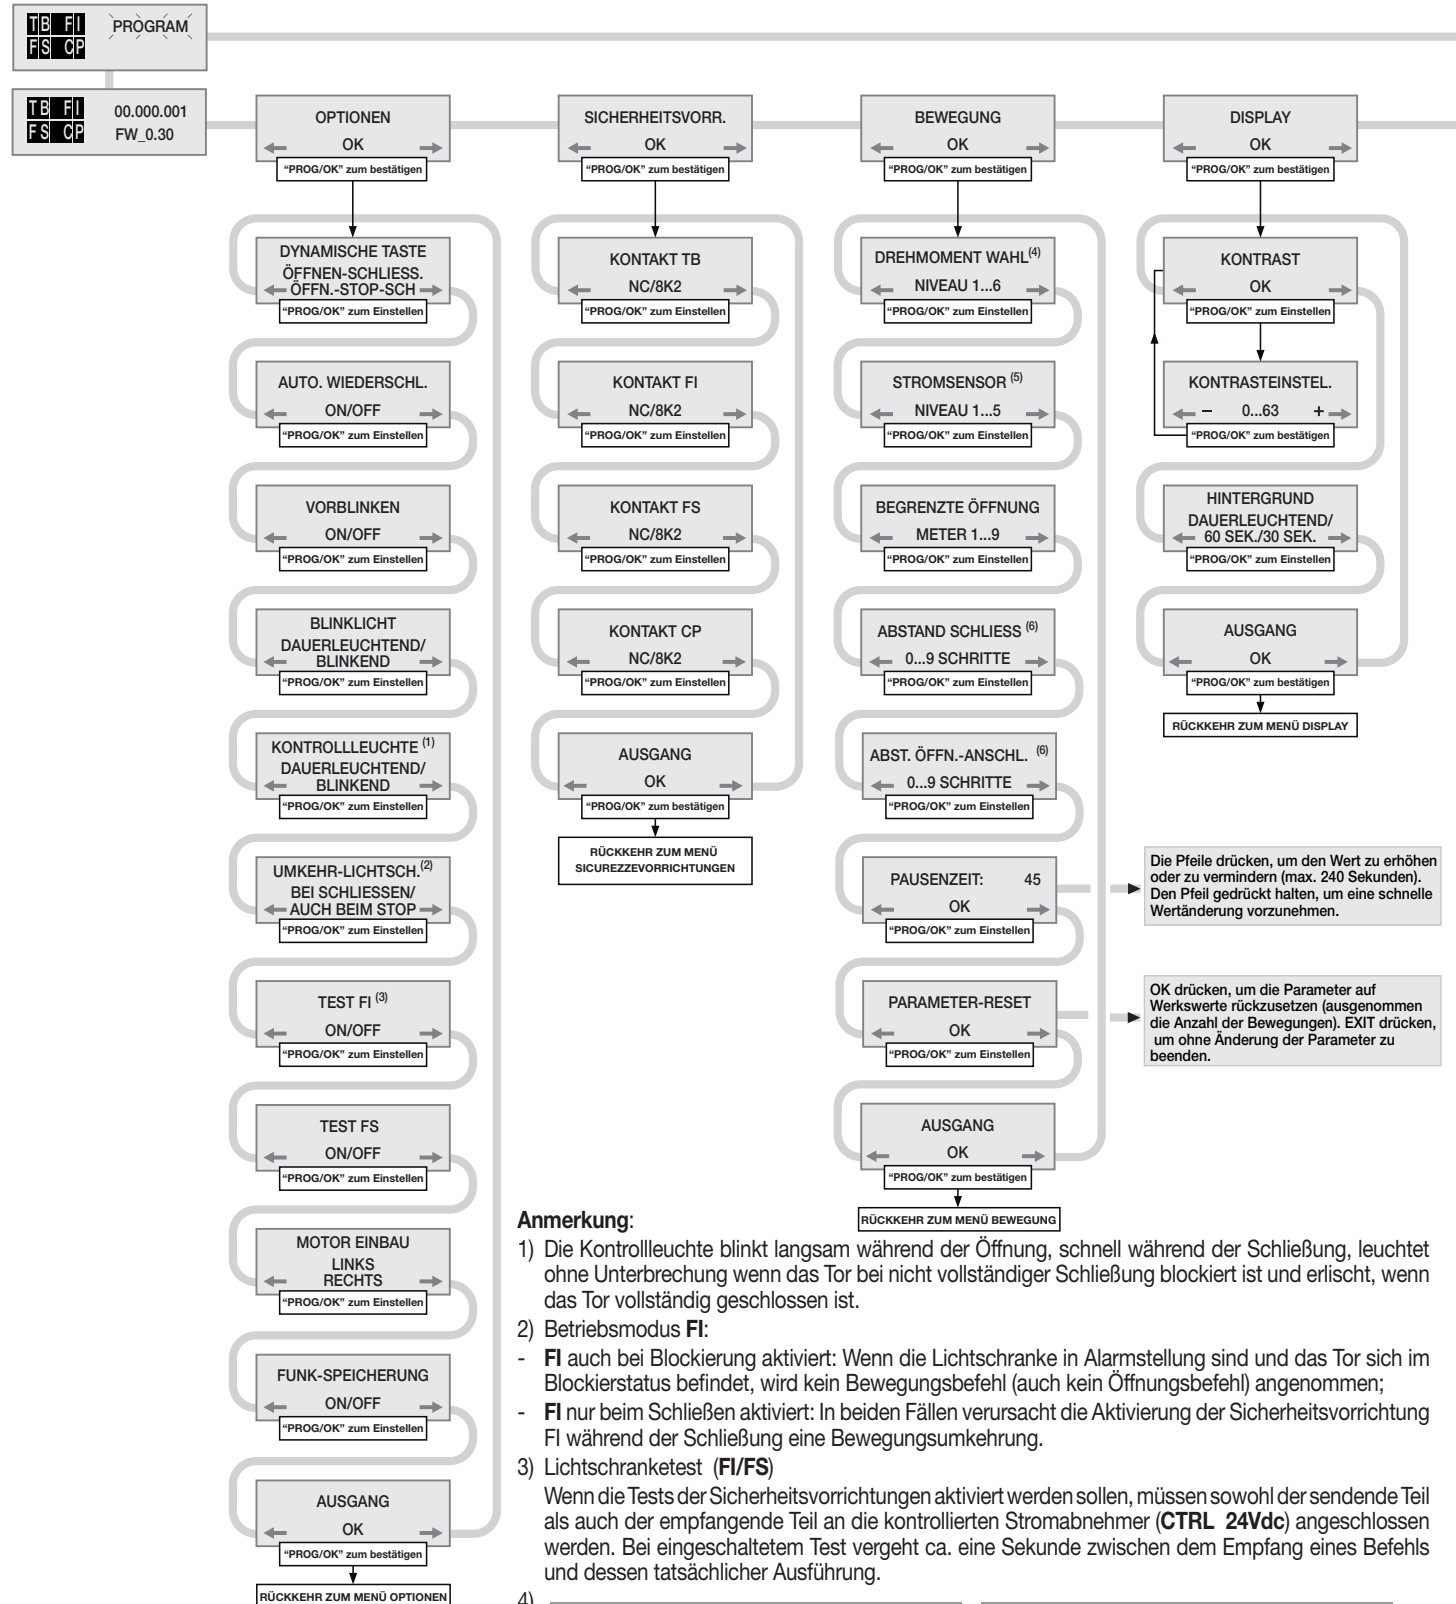 TB FI
FS CP
PROGRAM
TB FI
FS CP
00.000.001
FW_0.30
OPTIONEN
OK
“PROG/OK” zum bestätigen
DYNAMISCHE TASTE
ÖFFNEN-SCHLIESS.
ÖFFN.-STOP-SCH
“PROG/OK” zum Einstellen
AUTO. WIEDERSCHL.
ON/OFF
“PROG/OK” zum Einstellen
VORBLINKEN
ON/OFF
“PROG/OK” zum Einstellen
BLINKLICHT
DAUERLEUCHTEND/
BLINKEND
“PROG/OK” zum Einstellen
KONTROLLLEUCHTE (1)
DAUERLEUCHTEND/
BLINKEND
“PROG/OK” zum Einstellen
UMKEHR-LICHTSCH.(2)
BEI SCHLIESSEN/
AUCH BEIM STOP
“PROG/OK” zum Einstellen
TEST FI (3)
ON/OFF
“PROG/OK” zum Einstellen
TEST FS
ON/OFF
“PROG/OK” zum Einstellen
MOTOR EINBAU
LINKS
RECHTS
“PROG/OK” zum Einstellen
FUNK-SPEICHERUNG
ON/OFF
“PROG/OK” zum Einstellen
AUSGANG
OK
“PROG/OK” zum bestätigen
RÜCKKEHR ZUM MENÜ OPTIONEN
SICHERHEITSVORR.
OK
“PROG/OK” zum bestätigen
KONTAKT TB
NC/8K2
“PROG/OK” zum Einstellen
KONTAKT FI
NC/8K2
“PROG/OK” zum Einstellen
KONTAKT FS
NC/8K2
“PROG/OK” zum Einstellen
KONTAKT CP
NC/8K2
“PROG/OK” zum Einstellen
AUSGANG
OK
“PROG/OK” zum bestätigen
RÜCKKEHR ZUM MENÜ
SICUREZZEVORRICHTUNGEN
BEWEGUNG
OK
“PROG/OK” zum bestätigen
DREHMOMENT WAHL(4)
NIVEAU 1...6
“PROG/OK” zum Einstellen
STROMSENSOR (5)
NIVEAU 1...5
“PROG/OK” zum Einstellen
BEGRENZTE ÖFFNUNG
METER 1...9
“PROG/OK” zum Einstellen
ABSTAND SCHLIESS (6)
0...9 SCHRITTE
“PROG/OK” zum Einstellen
ABST. ÖFFN.-ANSCHL. (6)
0...9 SCHRITTE
“PROG/OK” zum Einstellen
PAUSENZEIT: 45
OK
“PROG/OK” zum Einstellen
PARAMETER-RESET
OK
“PROG/OK” zum Einstellen
AUSGANG
OK
“PROG/OK” zum bestätigen
RÜCKKEHR ZUM MENÜ BEWEGUNG
DISPLAY
OK
“PROG/OK” zum bestätigen
KONTRAST
OK
“PROG/OK” zum Einstellen
KONTRASTEINSTEL.
– 0...63 +
“PROG/OK” zum bestätigen
HINTERGRUND
DAUERLEUCHTEND/
60 SEK./30 SEK.
“PROG/OK” zum Einstellen
AUSGANG
OK
“PROG/OK” zum bestätigen
RÜCKKEHR ZUM MENÜ DISPLAY
Die Pfeile drücken, um den Wert zu erhöhen
oder zu vermindern (max. 240 Sekunden).
Den Pfeil gedrückt halten, um eine schnelle
Wertänderung vorzunehmen.
OK drücken, um die Parameter auf
Werkswerte rückzusetzen (ausgenommen
die Anzahl der Bewegungen). EXIT drücken,
um ohne Änderung der Parameter zu
beenden.
Anmerkung:
1) Die Kontrollleuchte blinkt langsam während der Öffnung, schnell während der Schließung, leuchtet
ohne Unterbrechung wenn das Tor bei nicht vollständiger Schließung blockiert ist und erlischt, wenn
das Tor vollständig geschlossen ist.
2) Betriebsmodus FI:
- FI auch bei Blockierung aktiviert: Wenn die Lichtschranke in Alarmstellung sind und das Tor sich im
Blockierstatus befindet, wird kein Bewegungsbefehl (auch kein Öffnungsbefehl) angenommen;
- FI nur beim Schließen aktiviert: In beiden Fällen verursacht die Aktivierung der Sicherheitsvorrichtung
FI während der Schließung eine Bewegungsumkehrung.
3) Lichtschranketest (FI/FS)
Wenn die Tests der Sicherheitsvorrichtungen aktiviert werden sollen, müssen sowohl der sendende Teil
als auch der empfangende Teil an die kontrollierten Stromabnehmer (CTRL 24Vdc) angeschlossen
werden. Bei eingeschaltetem Test vergeht ca. eine Sekunde zwischen dem Empfang eines Befehls
und dessen tatsächlicher Ausführung.
4)